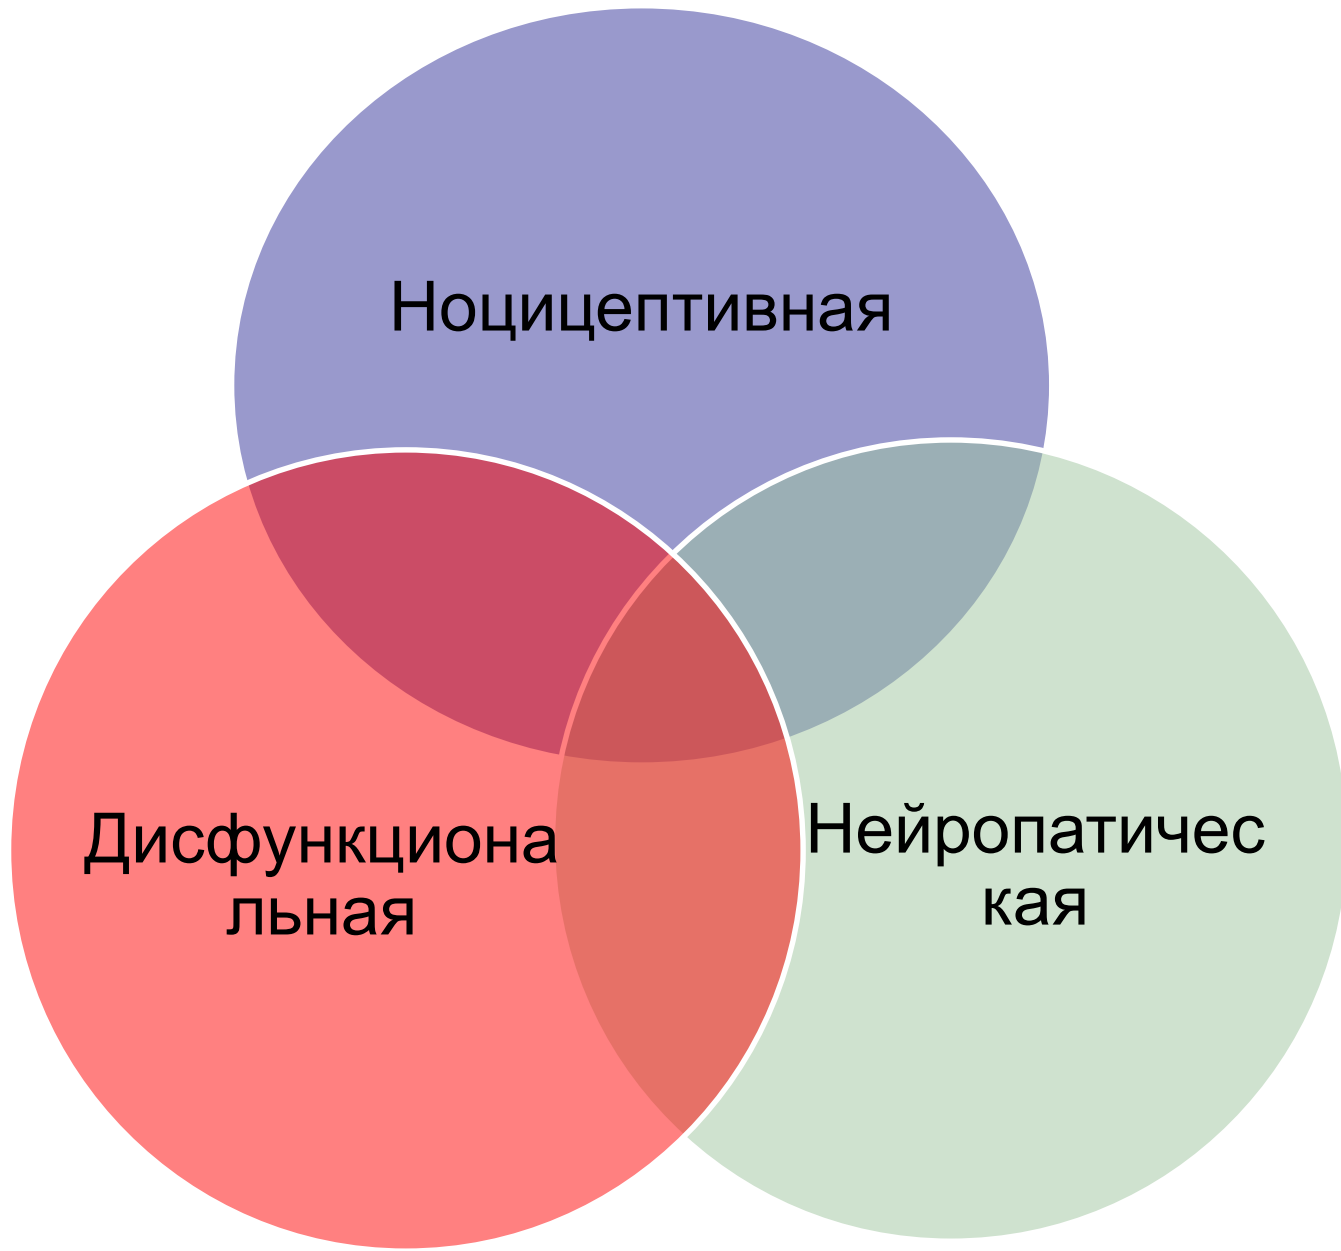 Ноцицептивная
Дисфункциона
льная
Нейропатичес
кая